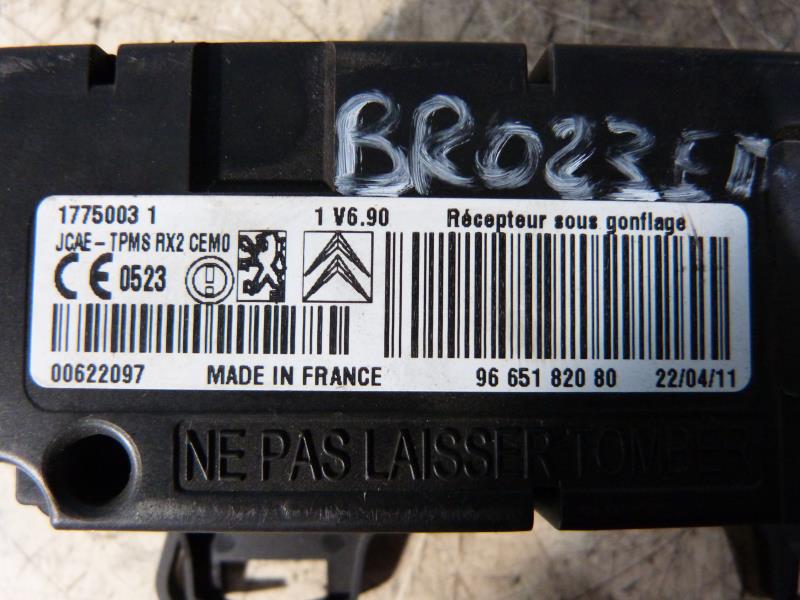 BR023FN
1775003 1 1 V6.90 Récepteur sous gonflage
JCAE-TPMS RX2 CEM0
CE 0523
00622097 MADE IN FRANCE 96 651 820 80 22/04/11
NE PAS LAISSER TOMBER